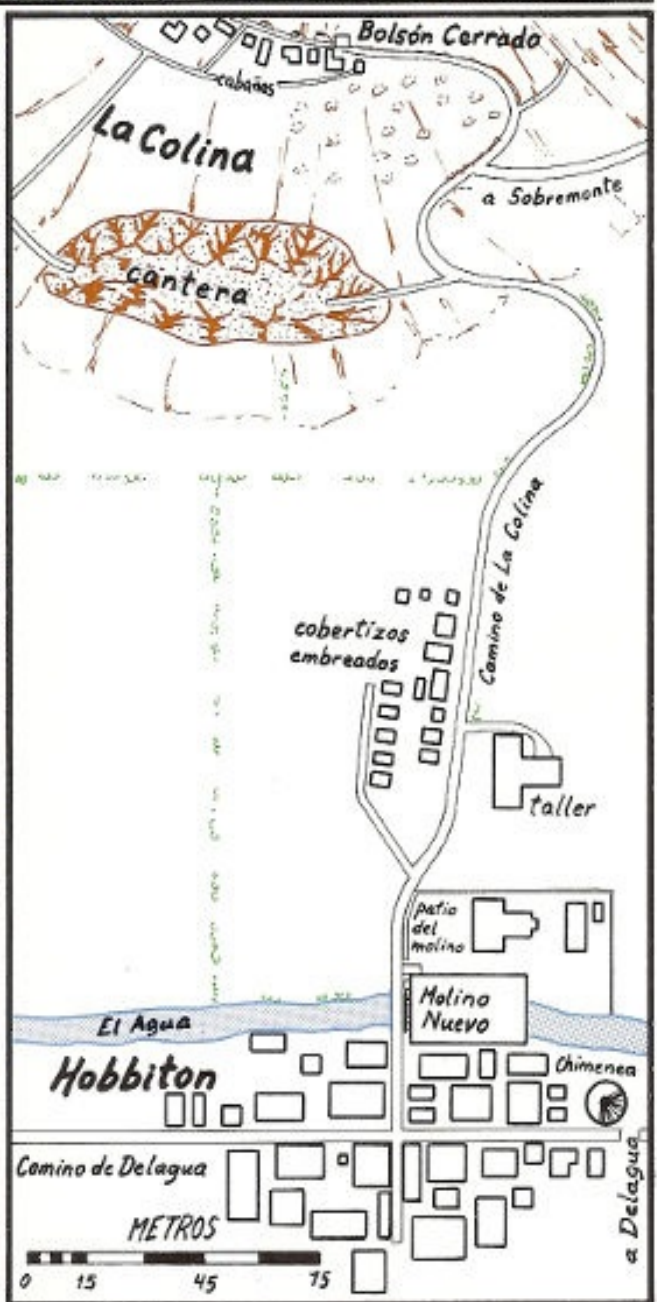 Bolsón Cerrado
cabañas
La Colina
a Sobremonte
cantera
Camino de La Colina
cobertizos
embreados
taller
patio
del
molino
Molino
Nuevo
El Agua
Hobbiton
Chimenea
Camino de Delagua
a Delagua
METROS
0 15 45 75